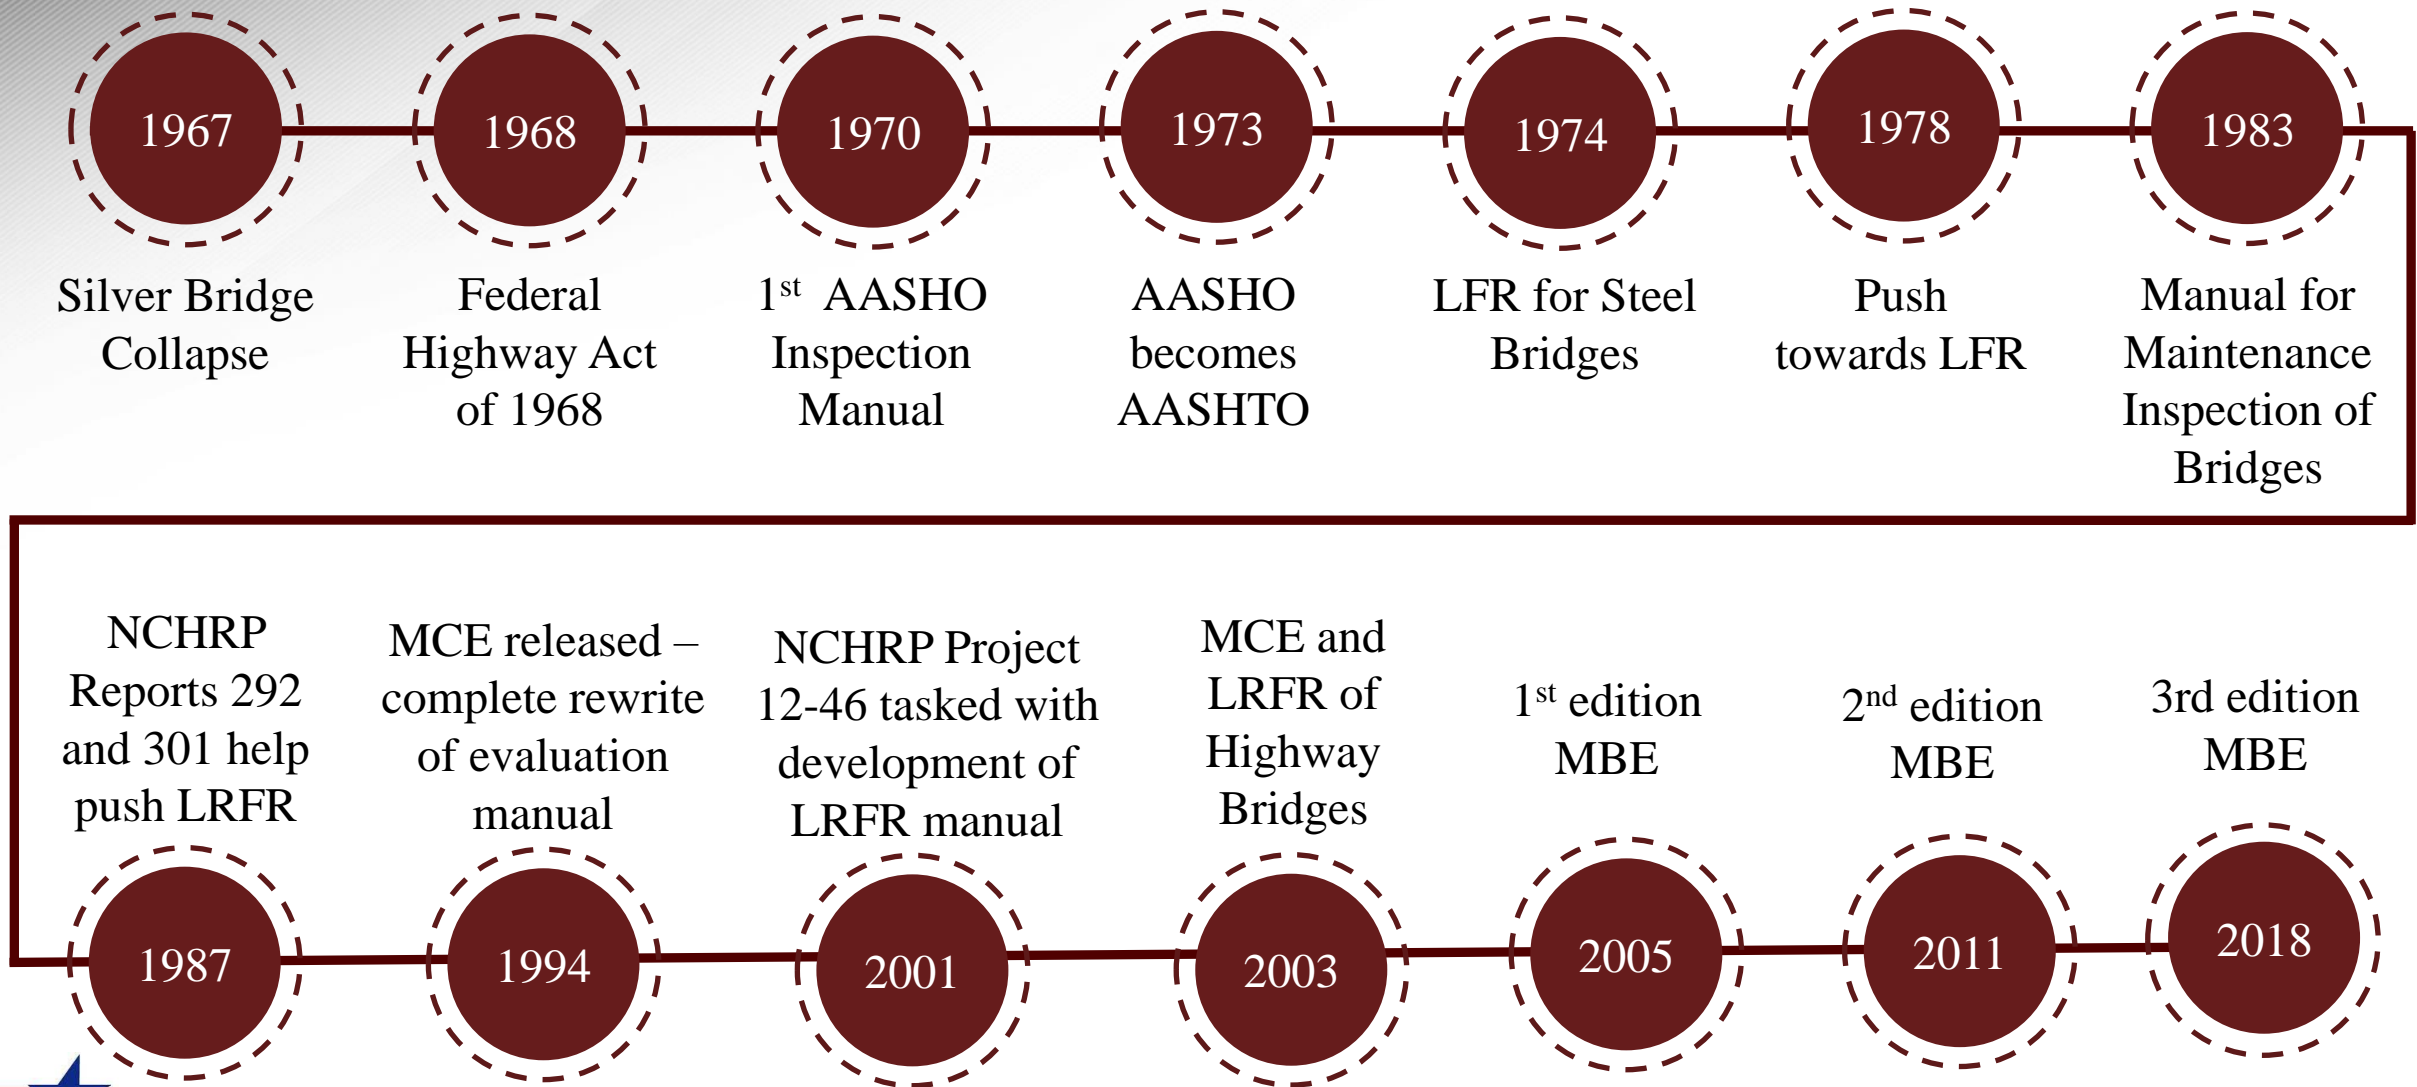 1967
1968
1970
1973
1974
1978
1983
Silver Bridge
Collapse
Federal
Highway Act
of 1968
1st AASHO
Inspection
Manual
AASHO
becomes
AASHTO
LFR for Steel
Bridges
Push
towards LFR
Manual for
Maintenance
Inspection of
Bridges
NCHRP
Reports 292
and 301 help
push LRFR
MCE released –
complete rewrite
of evaluation
manual
NCHRP Project
12-46 tasked with
development of
LRFR manual
MCE and
LRFR of
Highway
Bridges
1st edition
MBE
2nd edition
MBE
3rd edition
MBE
1987
1994
2001
2003
2005
2011
2018